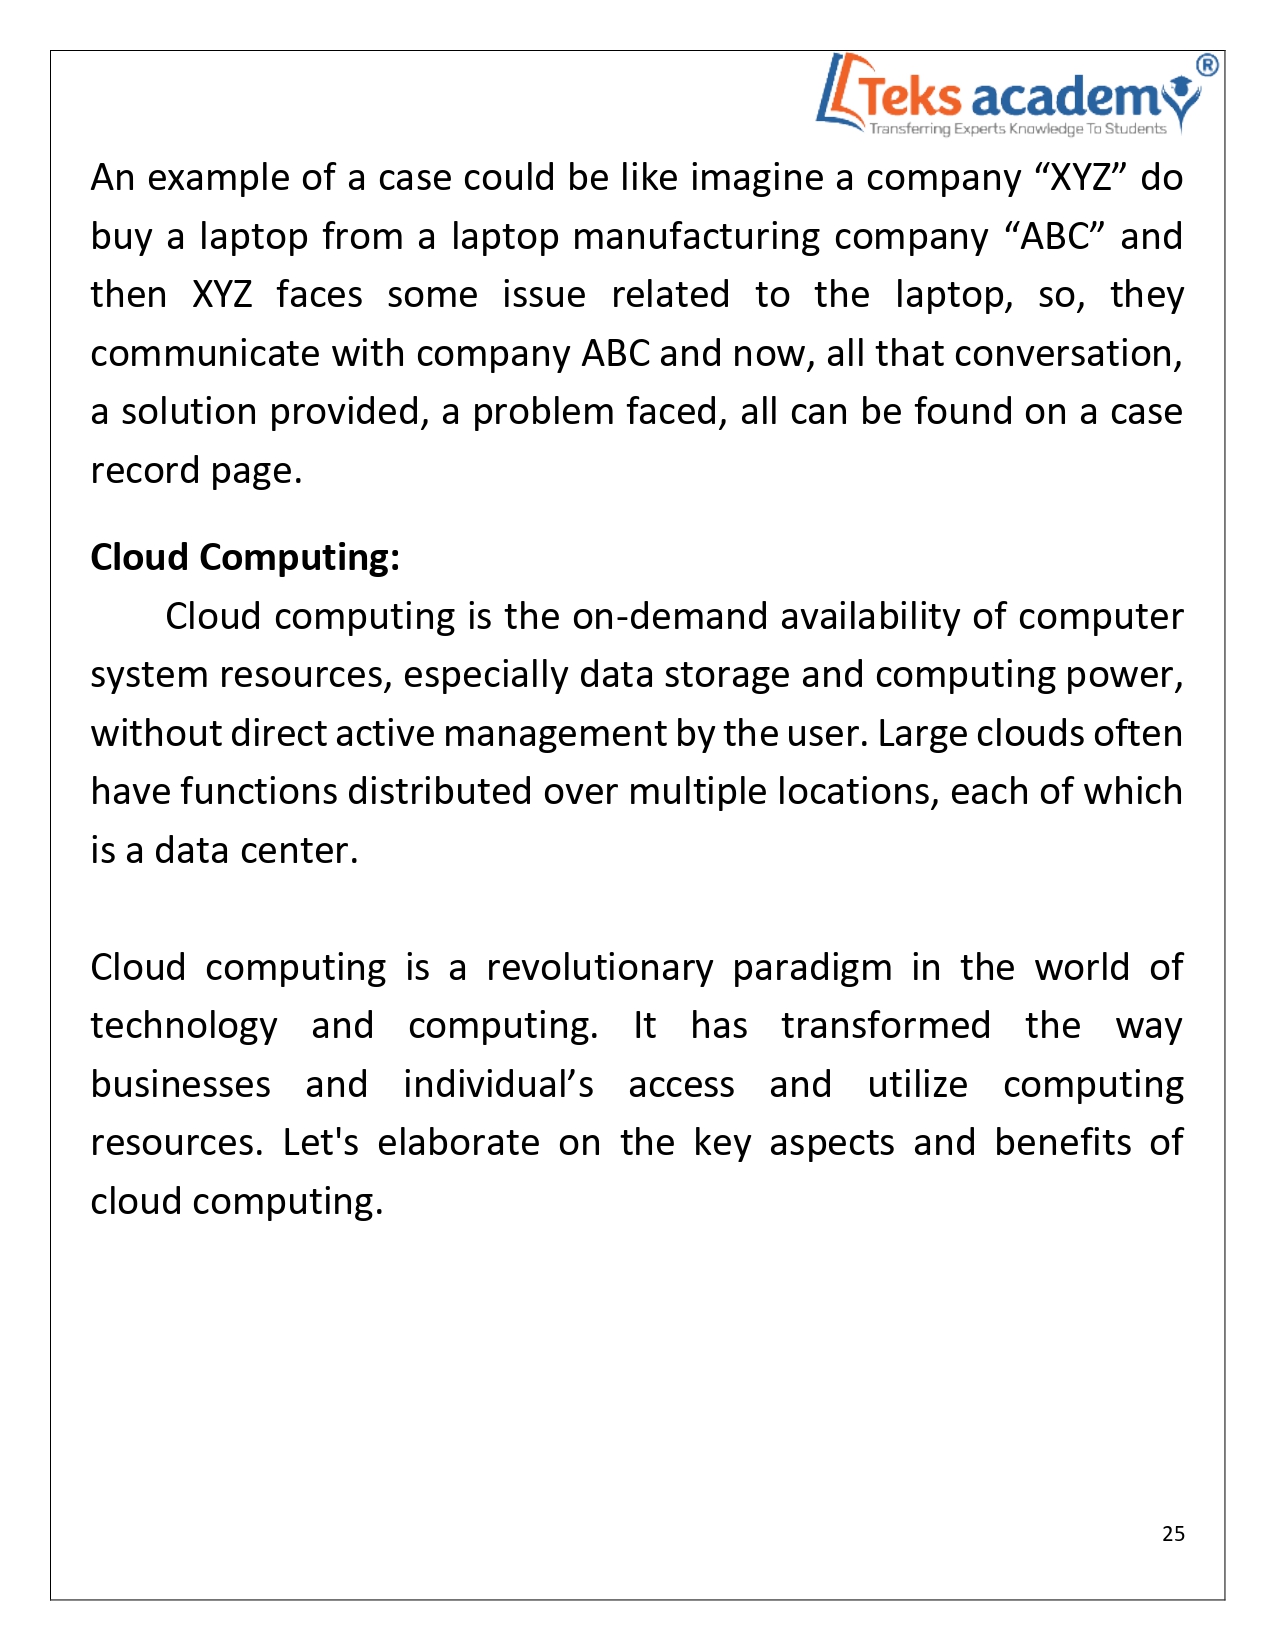 Teks academy ®
Transferring Experts Knowledge To Students
An example of a case could be like imagine a company “XYZ” do
buy a laptop from a laptop manufacturing company “ABC” and
then XYZ faces some issue related to the laptop, so, they
communicate with company ABC and now, all that conversation,
a solution provided, a problem faced, all can be found on a case
record page.
Cloud Computing:
Cloud computing is the on-demand availability of computer
system resources, especially data storage and computing power,
without direct active management by the user. Large clouds often
have functions distributed over multiple locations, each of which
is a data center.
Cloud computing is a revolutionary paradigm in the world of
technology and computing. It has transformed the way
businesses and individual’s access and utilize computing
resources. Let's elaborate on the key aspects and benefits of
cloud computing.
25